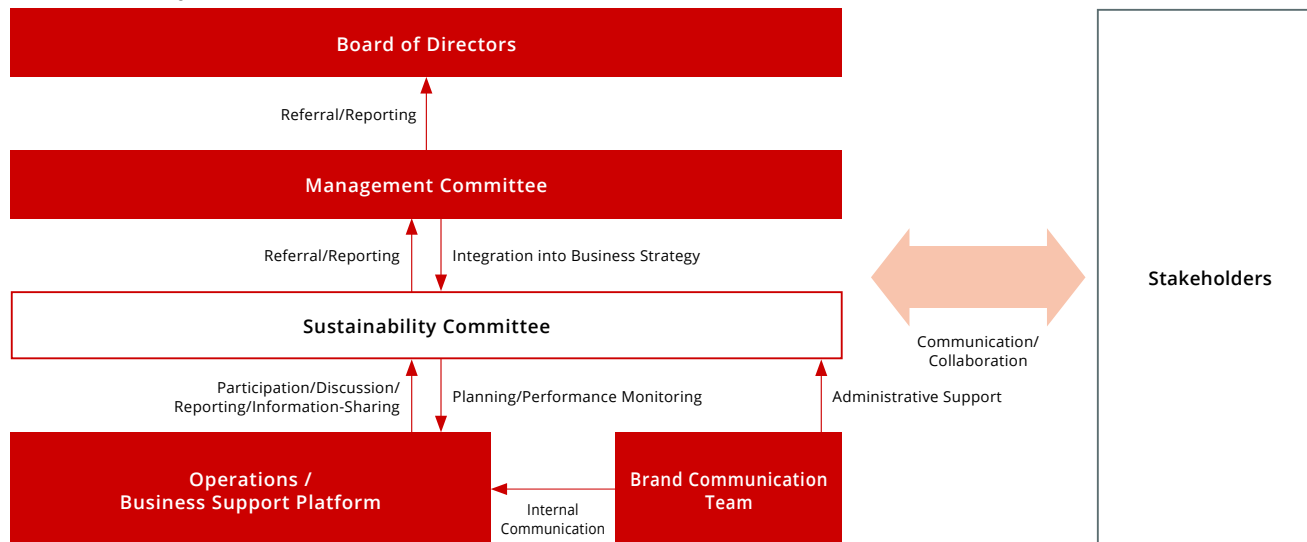 Board of Directors
Referral/Reporting
Management Committee
Referral/Reporting
Integration into Business Strategy
Sustainability Committee
Participation/Discussion/
Reporting/Information-Sharing
Planning/Performance Monitoring
Administrative Support
Operations /
Business Support Platform
Internal
Communication
Brand Communication
Team
Communication/
Collaboration
Stakeholders